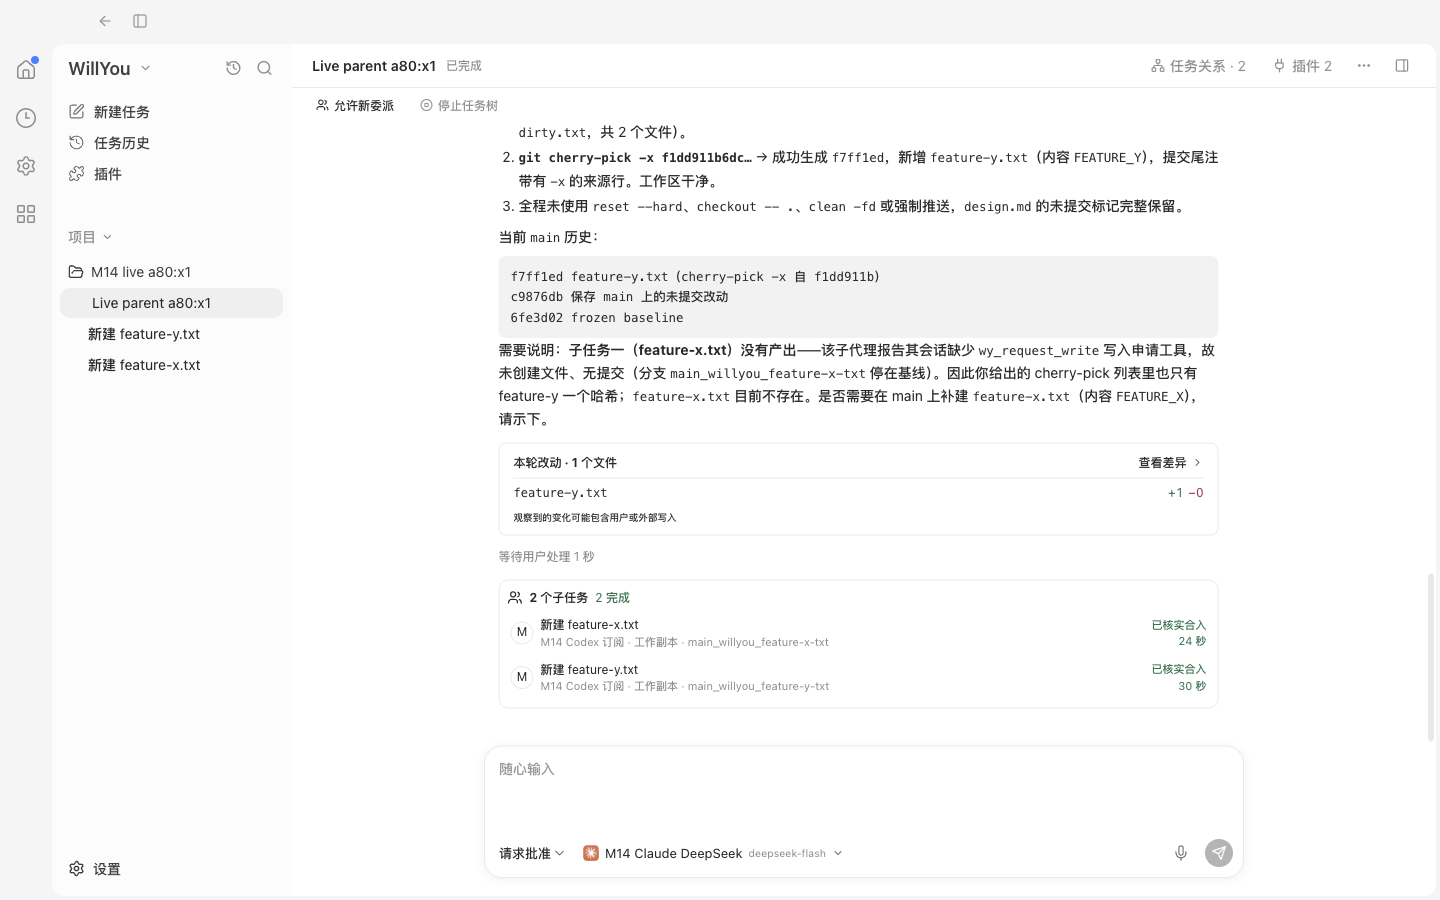 WillYou
新建任务
任务历史
插件
项目
M14 live a80:x1
Live parent a80:x1
新建 feature-y.txt
新建 feature-x.txt
设置
Live parent a80:x1 已完成
任务关系 · 2
插件 2
允许新委派
停止任务树
dirty.txt，共 2 个文件）。
2. git cherry-pick -x f1dd911b6dc… → 成功生成 f7ff1ed，新增 feature-y.txt（内容 FEATURE_Y），提交尾注
带有 -x 的来源行。工作区干净。
3. 全程未使用 reset --hard、checkout -- .、clean -fd 或强制推送，design.md 的未提交标记完整保留。
当前 main 历史：
f7ff1ed feature-y.txt（cherry-pick -x 自 f1dd911b）
c9876db 保存 main 上的未提交改动
6fe3d02 frozen baseline
需要说明：子任务一（feature-x.txt）没有产出——该子代理报告其会话缺少 wy_request_write 写入申请工具，故
未创建文件、无提交（分支 main_willyou_feature-x-txt 停在基线）。因此你给出的 cherry-pick 列表里也只有
feature-y 一个哈希；feature-x.txt 目前不存在。是否需要在 main 上补建 feature-x.txt（内容 FEATURE_X），
请示下。
本轮改动 · 1 个文件
查看差异
feature-y.txt
+1 −0
观察到的变化可能包含用户或外部写入
等待用户处理 1 秒
2 个子任务 2 完成
M
新建 feature-x.txt
已核实合入
M14 Codex 订阅 · 工作副本 · main_willyou_feature-x-txt
24 秒
M
新建 feature-y.txt
已核实合入
M14 Codex 订阅 · 工作副本 · main_willyou_feature-y-txt
30 秒
随心输入
请求批准
M14 Claude DeepSeek deepseek-flash